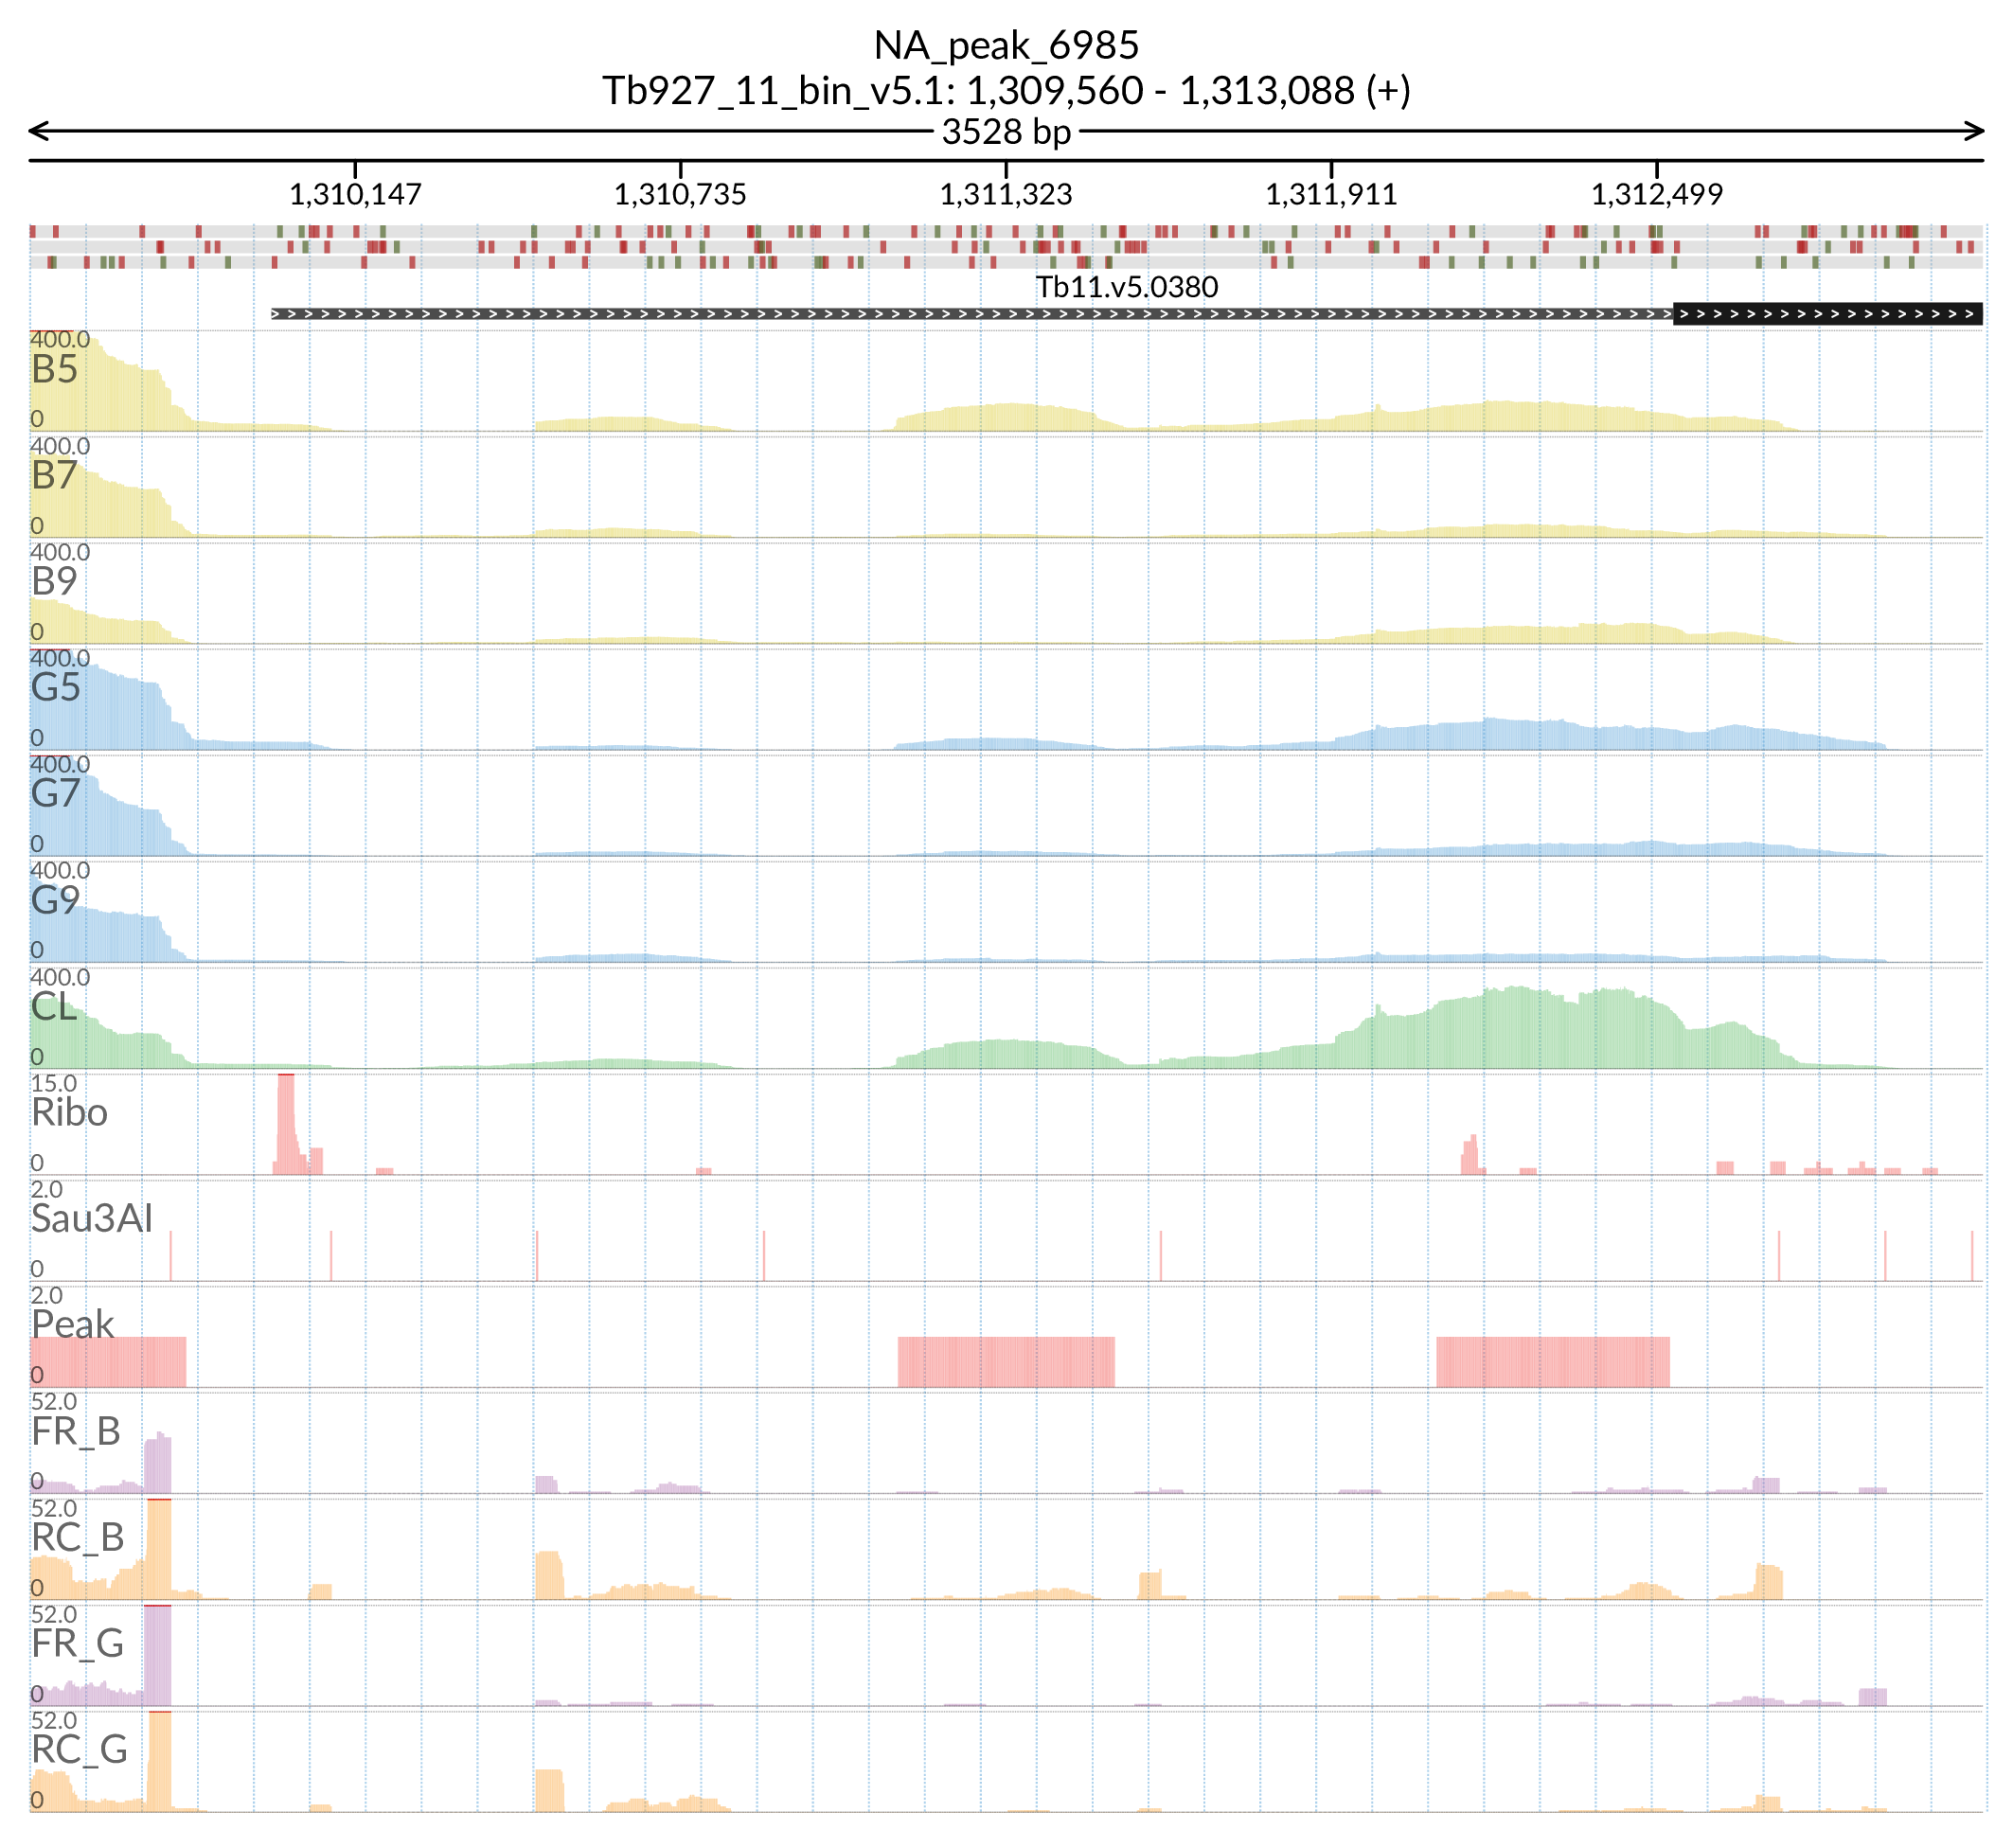 NA_peak_6985
Tb927_11_bin_v5.1: 1,309,560 - 1,313,088 (+)
3528 bp
1,310,147 1,310,735 1,311,323 1,311,911 1,312,499
Tb11.v5.0380
400.0
B5
0
400.0
B7
0
400.0
B9
0
400.0
G5
0
400.0
G7
0
400.0
G9
0
400.0
CL
0
15.0
Ribo
0
2.0
Sau3AI
0
2.0
Peak
0
52.0
FR_B
0
52.0
RC_B
0
52.0
FR_G
0
52.0
RC_G
0